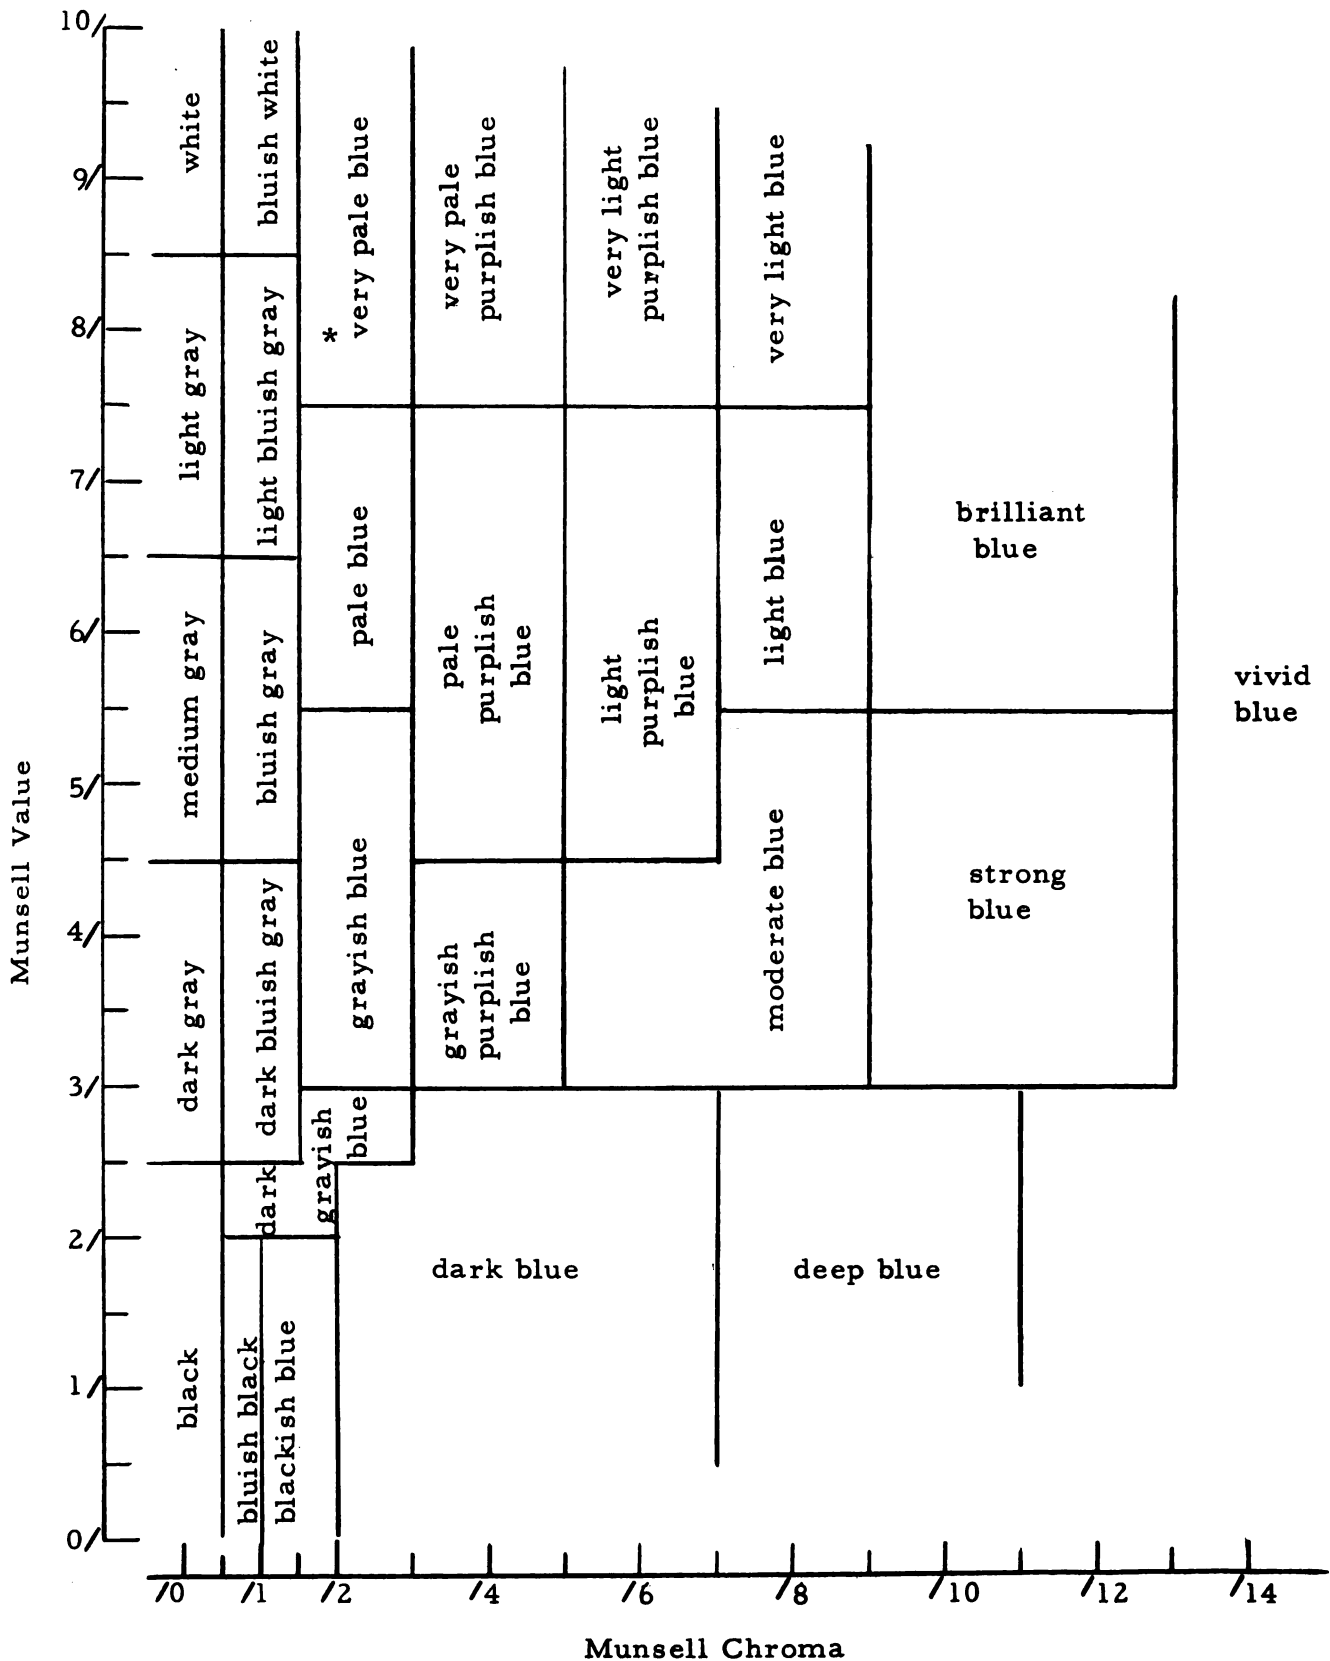 10/
9/
8/
7/
6/
5/
4/
3/
2/
1/
0/
Munsell Value
white
bluish white
*
very pale blue
very pale
purplish blue
very light
purplish blue
very light blue
light gray
light bluish gray
pale blue
pale
purplish
blue
light
purplish
blue
light blue
brilliant
blue
vivid
blue
medium gray
bluish gray
grayish blue
grayish
purplish
blue
moderate blue
strong
blue
dark gray
dark bluish gray
dark
grayish
blue
dark blue
deep blue
black
bluish black
blackish blue
/0 /1 /2 /4 /6 /8 /10 /12 /14
Munsell Chroma